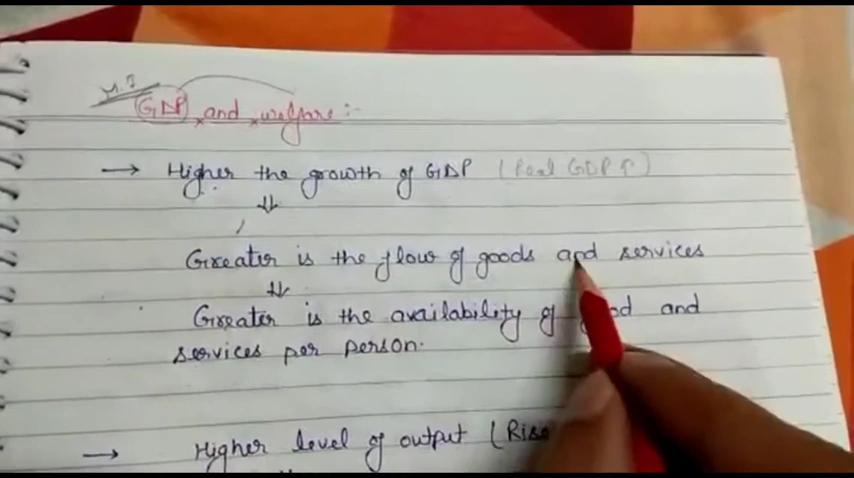 GDP and welfare :-
→ Higher the growth of GDP (Real GDP↑)
⇓
Greater is the flow of goods and services
⇓
Greater is the availability of and
services per person.
→ Higher level of output (Rise